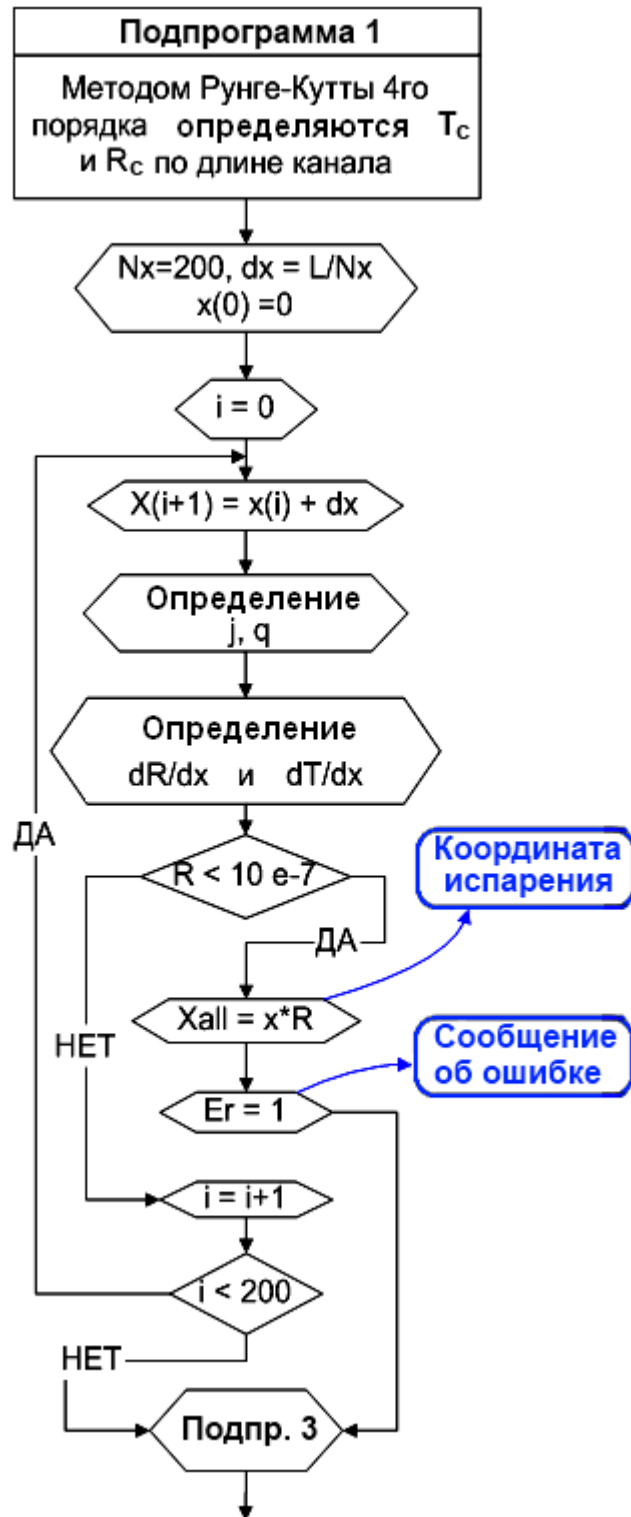 Подпрограмма 1
Методом Рунге-Кутты 4го
порядка определяются Tc
и Rc по длине канала
Nx=200, dx = L/Nx
x(0) =0
i = 0
X(i+1) = x(i) + dx
Определение
j, q
Определение
dR/dx и dT/dx
ДА
R < 10 e-7
Координата
испарения
ДА
Xall = x*R
НЕТ
Сообщение
об ошибке
Er = 1
i = i+1
i < 200
НЕТ
Подпр. 3